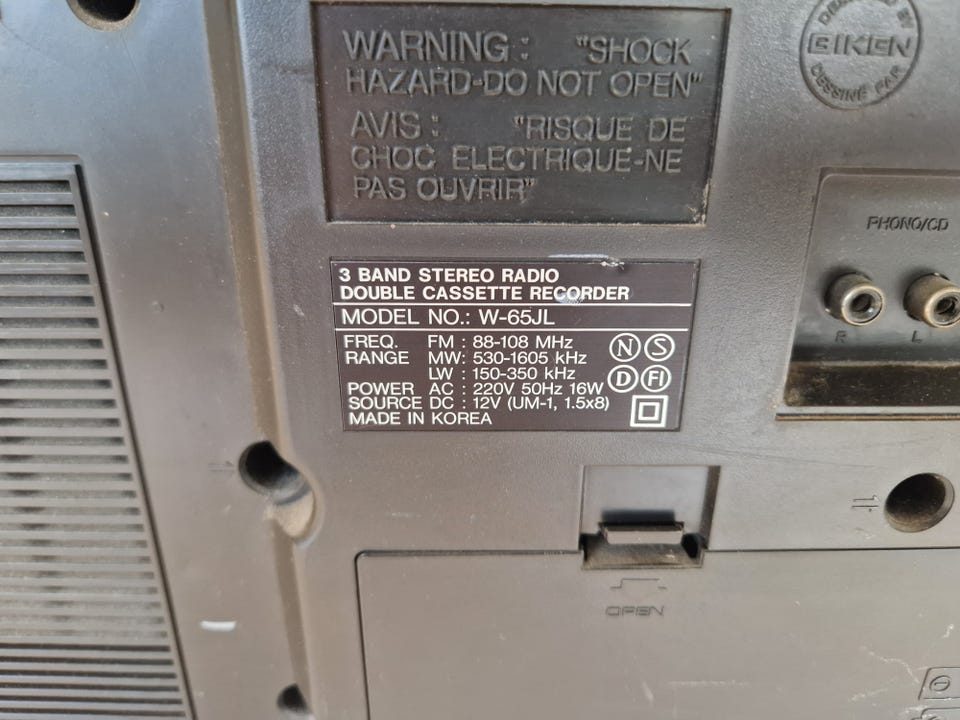 WARNING : "SHOCK
HAZARD-DO NOT OPEN"
AVIS : "RISQUE DE
CHOC ELECTRIQUE-NE
PAS OUVRIR"
BY
BIKEN
DESSINE PAR
PHONO/CD
R L
3 BAND STEREO RADIO
DOUBLE CASSETTE RECORDER
MODEL NO.: W-65JL
FREQ. FM : 88-108 MHz
RANGE MW: 530-1605 kHz
LW : 150-350 kHz
POWER AC : 220V 50Hz 16W
SOURCE DC : 12V (UM-1, 1.5x8)
MADE IN KOREA
N S
D FI
OPEN